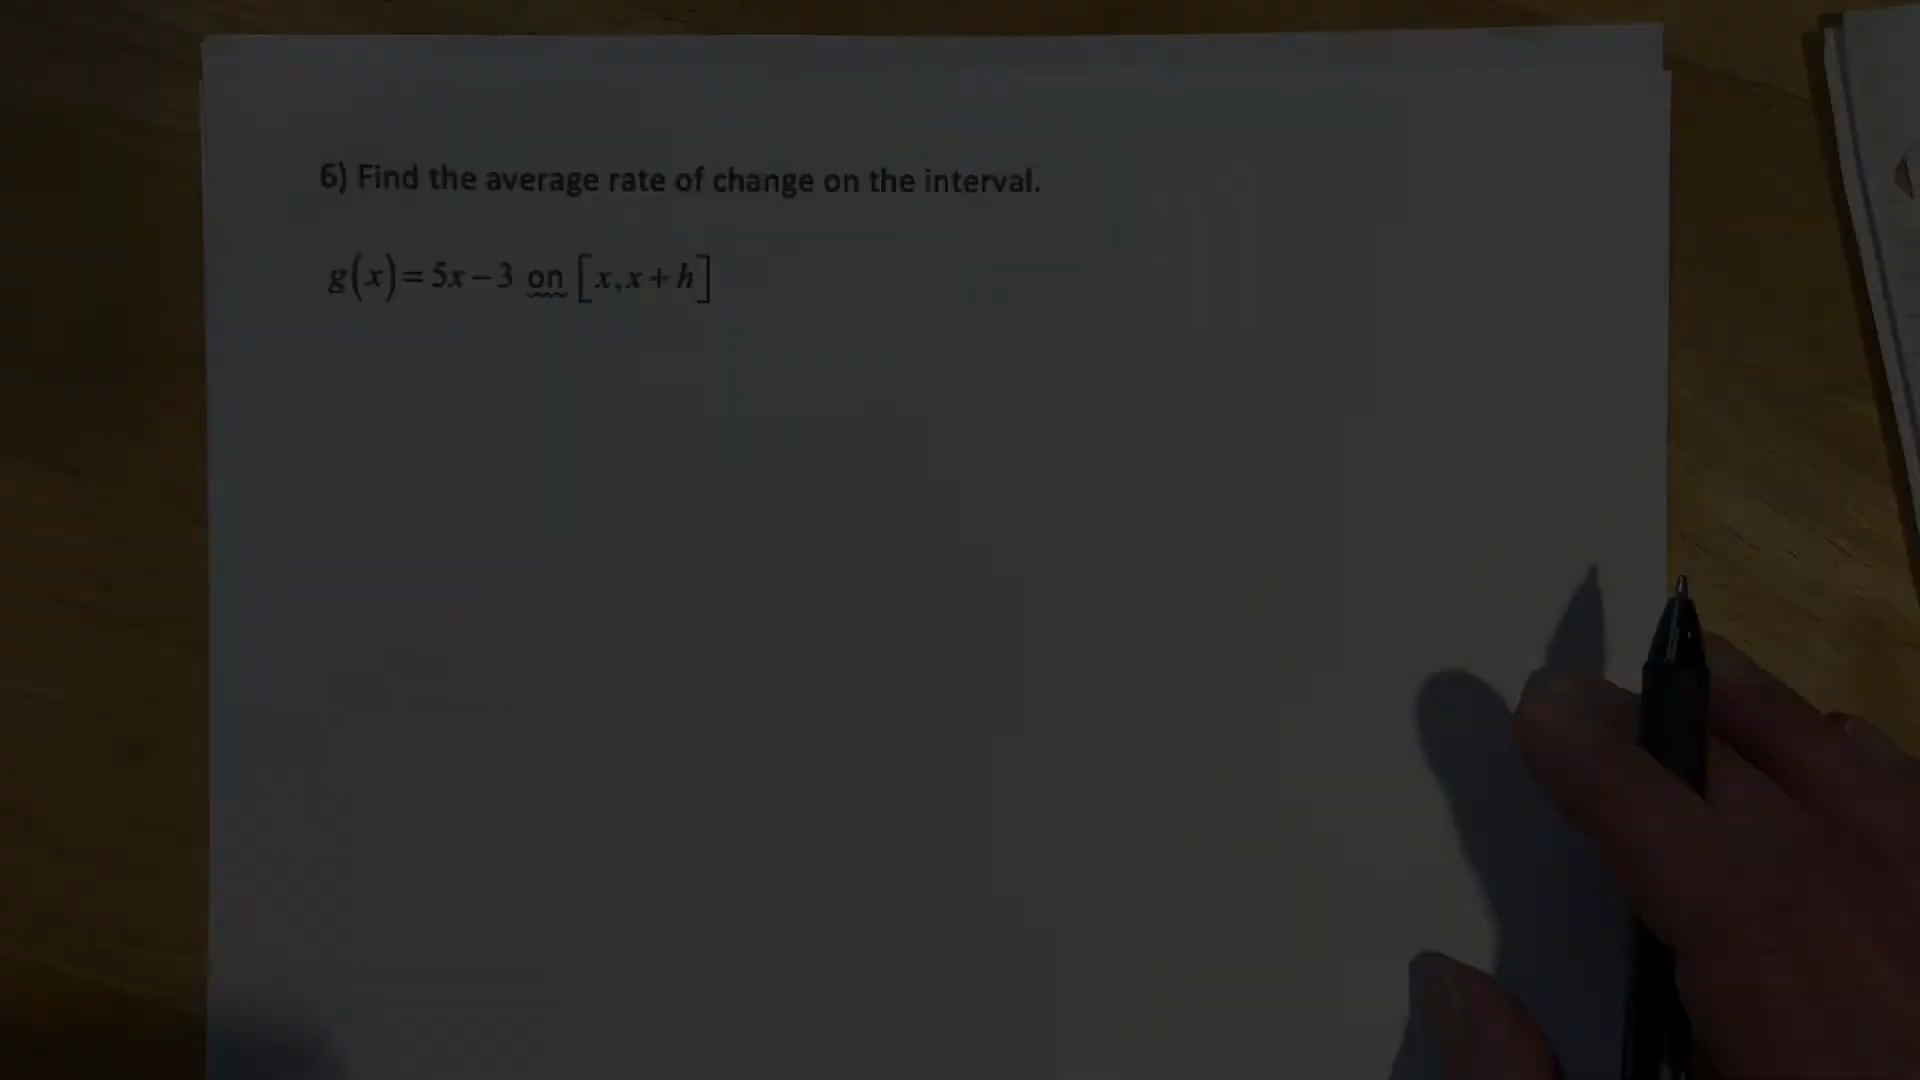 6) Find the average rate of change on the interval.
g(x)=5x−3 on [x,x+h]